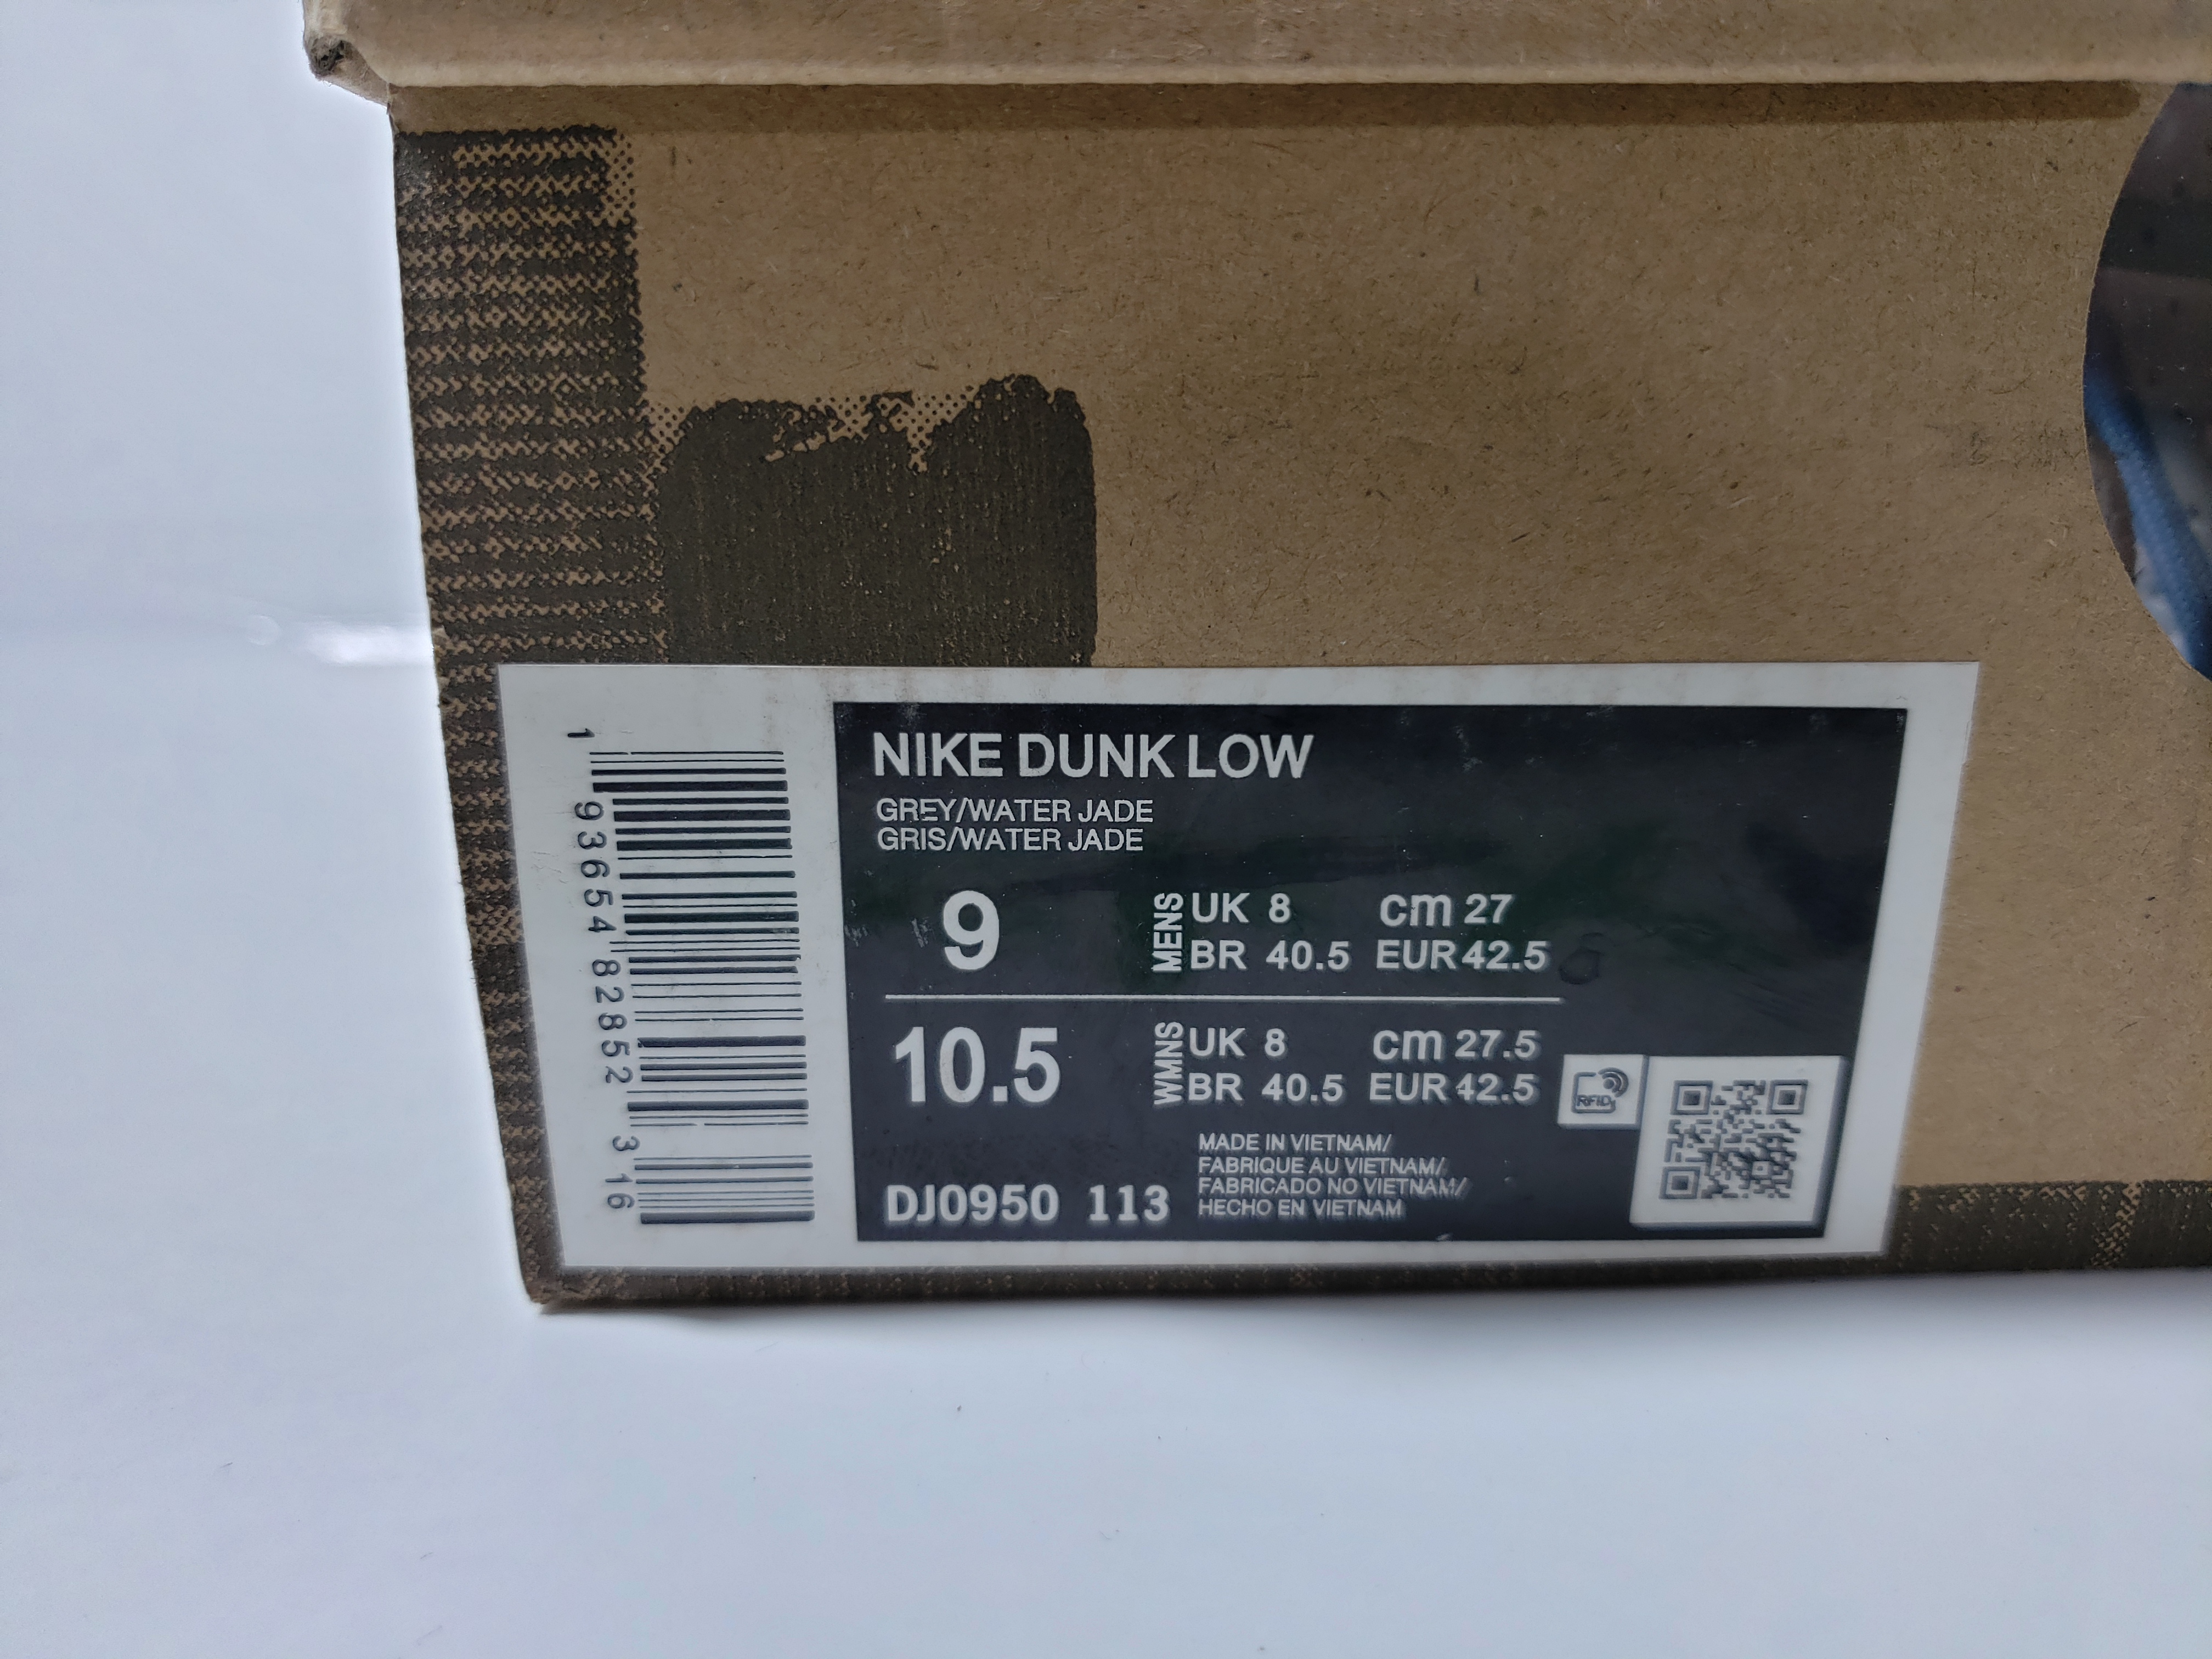 NIKE DUNK LOW
GREY/WATER JADE
GRIS/WATER JADE
9
MENS
UK 8 cm 27
BR 40.5 EUR 42.5
10.5
WMNS
UK 8 cm 27.5
BR 40.5 EUR 42.5
DJ0950 113
MADE IN VIETNAM/
FABRIQUE AU VIETNAM/
FABRICADO NO VIETNAM/
HECHO EN VIETNAM
RFID
1 93654 82852 3 16